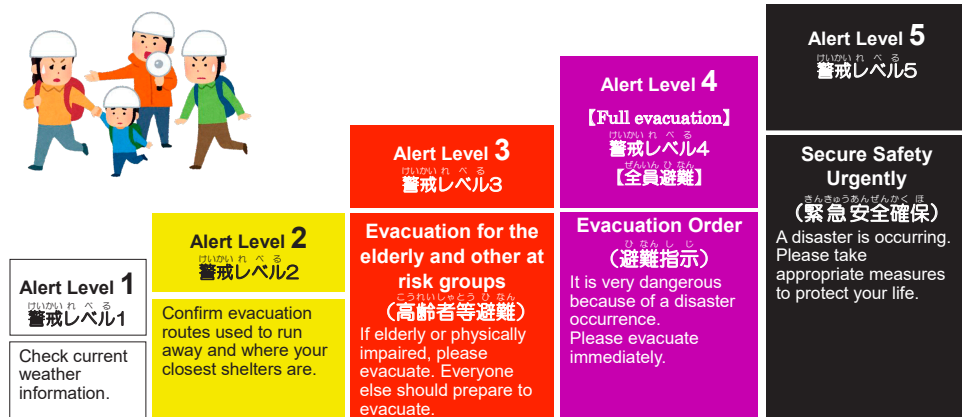 Alert Level 1
けいかいれべる
警戒レベル1
Check current
weather
information.
Alert Level 2
けいかいれべる
警戒レベル2
Confirm evacuation
routes used to run
away and where your
closest shelters are.
Alert Level 3
けいかいれべる
警戒レベル3
Evacuation for the
elderly and other at
risk groups
こうれいしゃとうひなん
（高齢者等避難）
If elderly or physically
impaired, please
evacuate. Everyone
else should prepare to
evacuate.
Alert Level 4
【Full evacuation】
けいかいれべる
警戒レベル4
ぜんいんひなん
【全員避難】
Evacuation Order
ひなんしじ
（避難指示）
It is very dangerous
because of a disaster
occurrence.
Please evacuate
immediately.
Alert Level 5
けいかいれべる
警戒レベル5
Secure Safety
Urgently
きんきゅうあんぜんかくほ
（緊急安全確保）
A disaster is occurring.
Please take
appropriate measures
to protect your life.